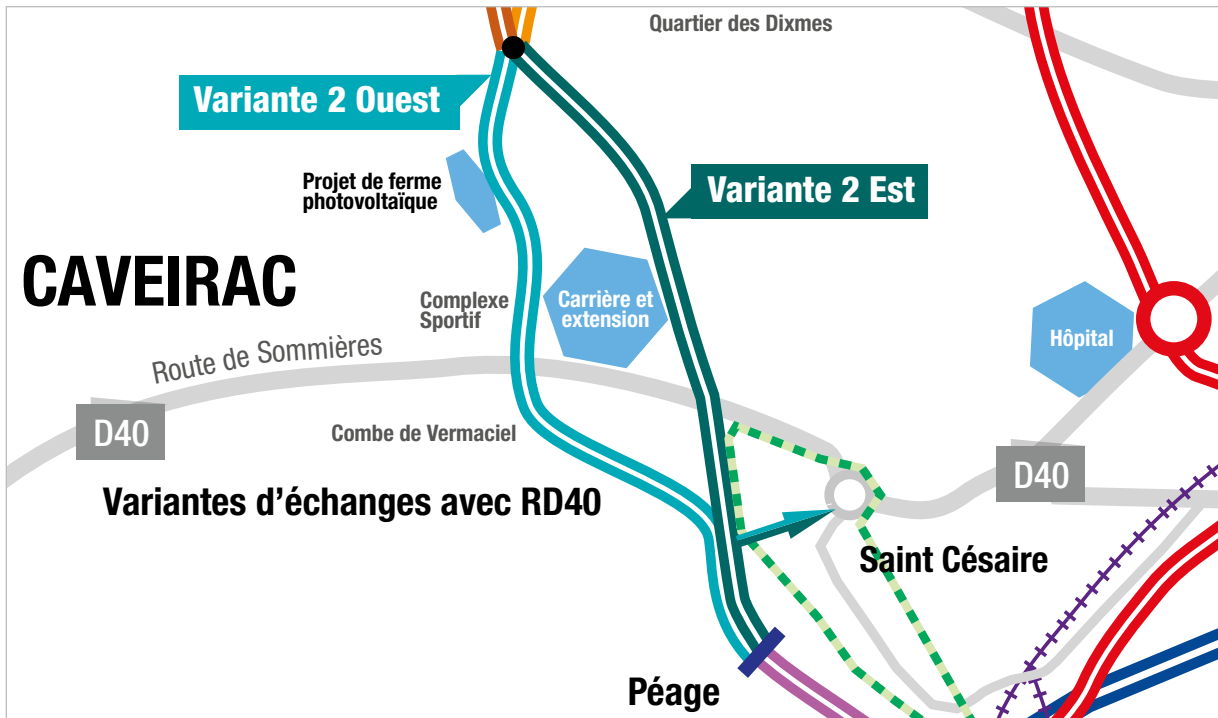 Quartier des Dixmes
Variante 2 Ouest
Projet de ferme
photovoltaïque
Variante 2 Est
CAVEIRAC
Complexe
Sportif
Carrière et
extension
Hôpital
Route de Sommières
D40
Combe de Vermaciel
D40
Variantes d'échanges avec RD40
Saint Césaire
Péage